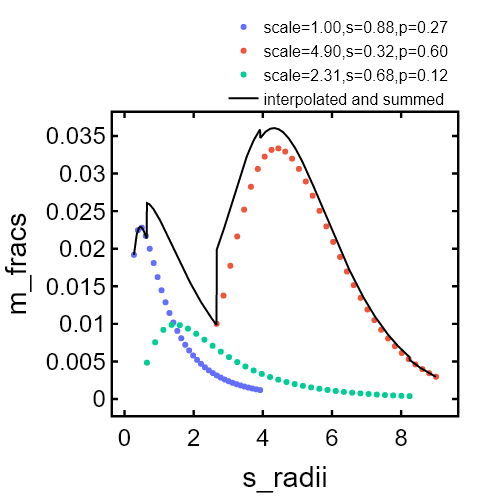 scale=1.00,s=0.88,p=0.27
scale=4.90,s=0.32,p=0.60
scale=2.31,s=0.68,p=0.12
interpolated and summed
0.035
0.03
0.025
0.02
0.015
0.01
0.005
0
m_fracs
0 2 4 6 8
s_radii